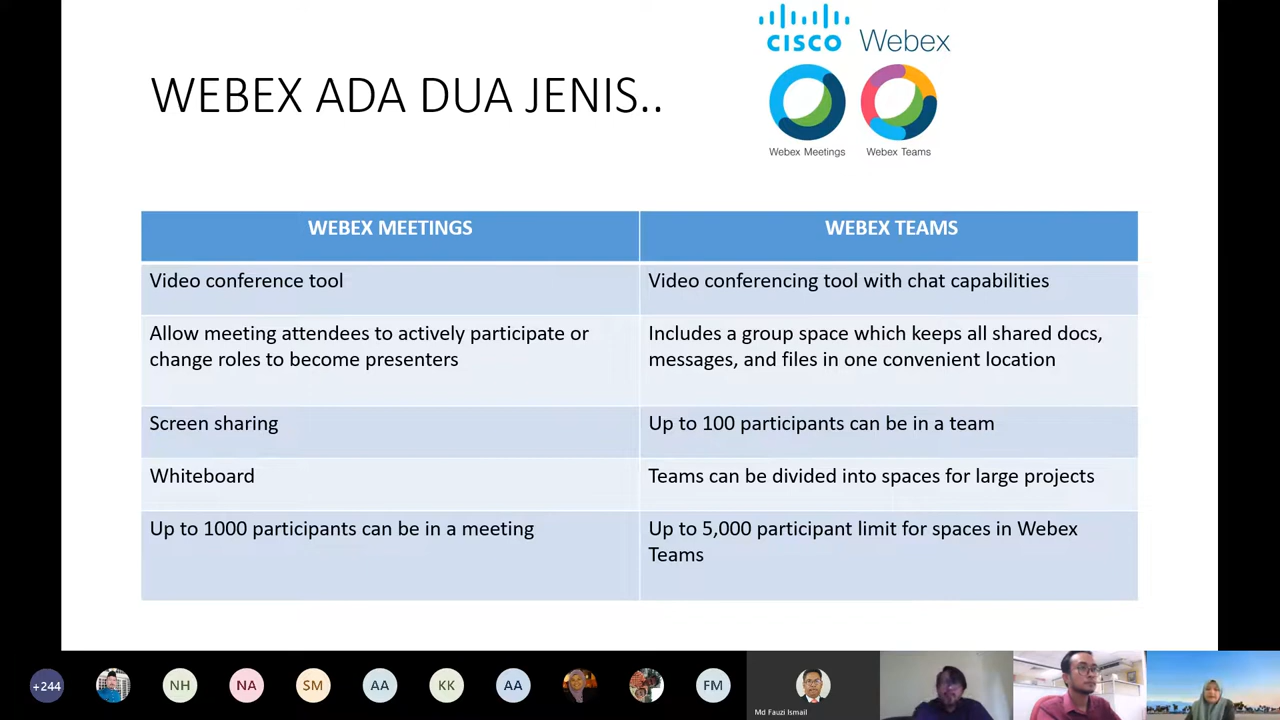 CISCO Webex
WEBEX ADA DUA JENIS..
Webex Meetings
Webex Teams
WEBEX MEETINGS
WEBEX TEAMS
Video conference tool
Video conferencing tool with chat capabilities
Allow meeting attendees to actively participate or
change roles to become presenters
Includes a group space which keeps all shared docs,
messages, and files in one convenient location
Screen sharing
Up to 100 participants can be in a team
Whiteboard
Teams can be divided into spaces for large projects
Up to 1000 participants can be in a meeting
Up to 5,000 participant limit for spaces in Webex
Teams
+244
NH
NA
SM
AA
KK
AA
FM
Md Fauzi Ismail